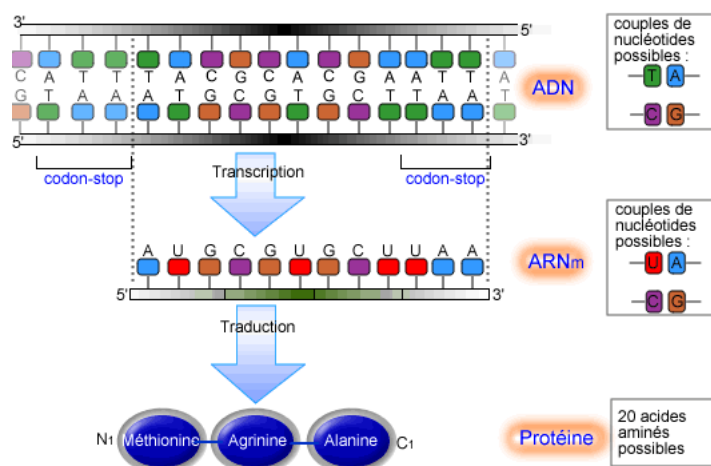 3' 5'
C A T T T A C G C A C G A A T T A
G T A A A T G C G T G C T T A A T
5' 3'
ADN
couples de
nucléotides
possibles :
T A
C G
codon-stop
Transcription
codon-stop
A U G C G U G C U U A A
5' 3'
ARNm
couples de
nucléotides
possibles :
U A
C G
Traduction
N1 Méthionine Agrinine Alanine C1
Protéine
20 acides
aminés
possibles